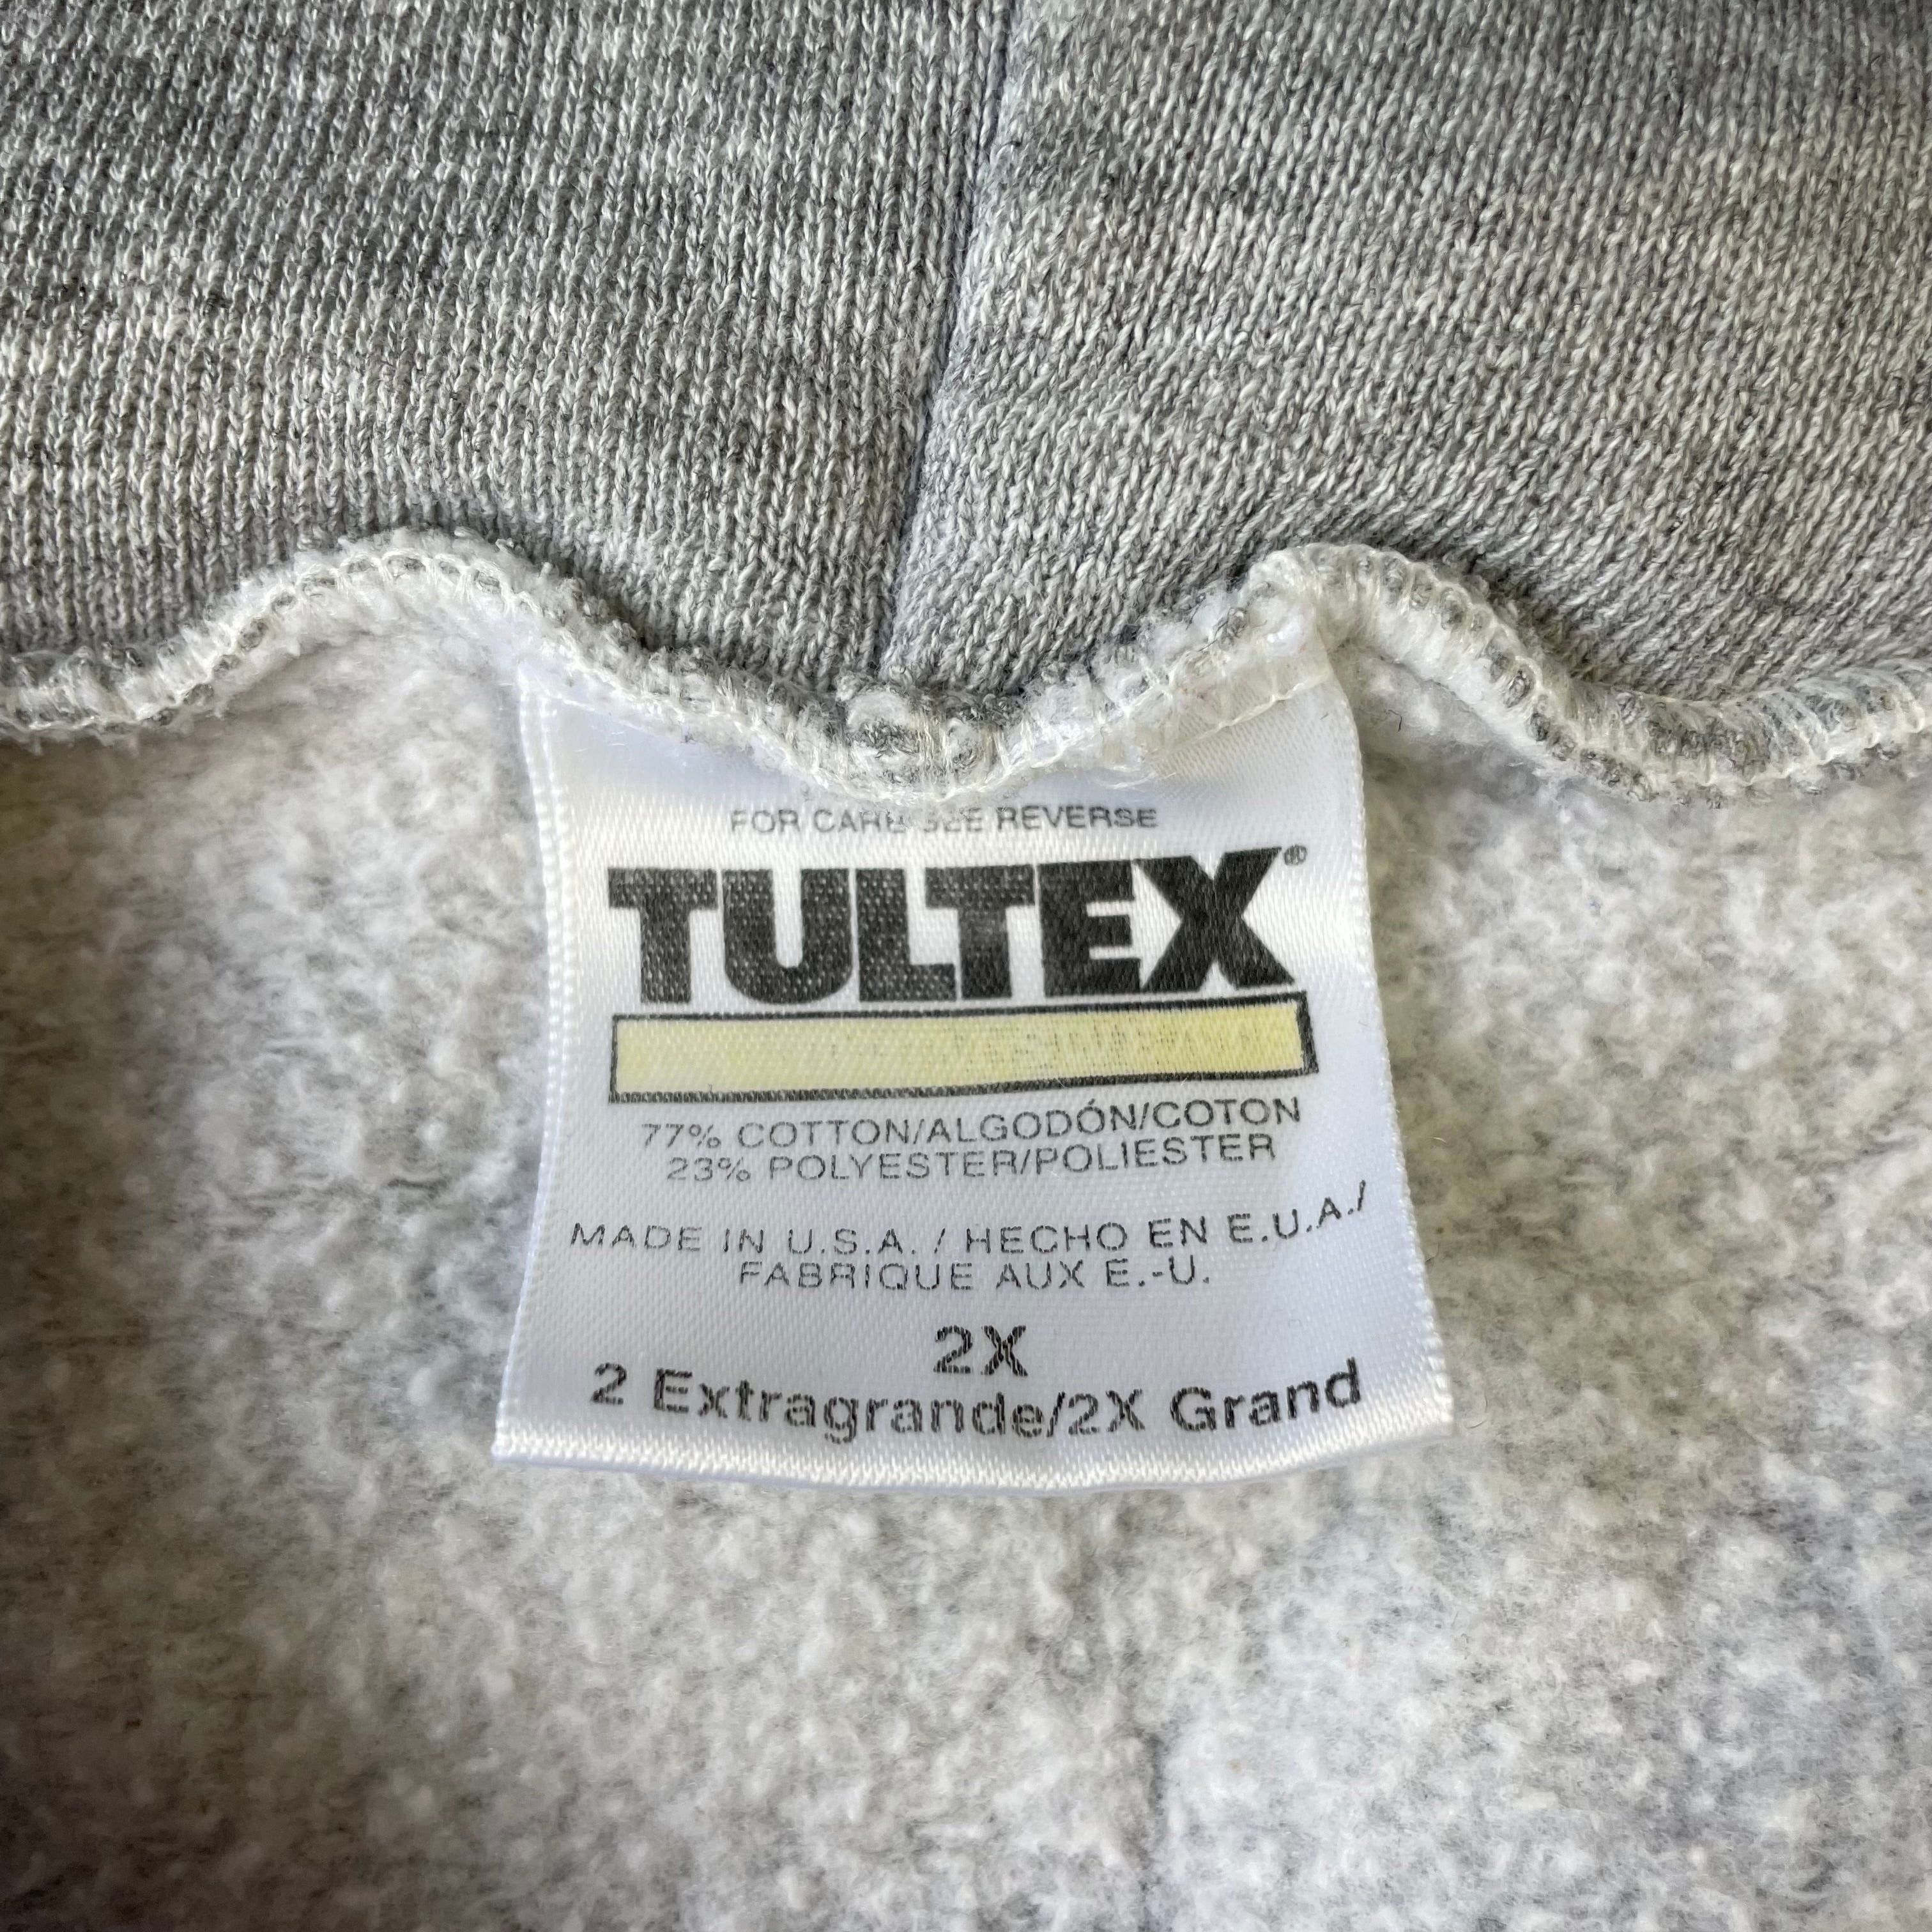 FOR CARE SEE REVERSE
TULTEX®
77% COTTON/ALGODÓN/COTON
23% POLYESTER/POLIESTER
MADE IN U.S.A. / HECHO EN E.U.A./
FABRIQUE AUX E.-U.
2X
2 Extragrande/2X Grand